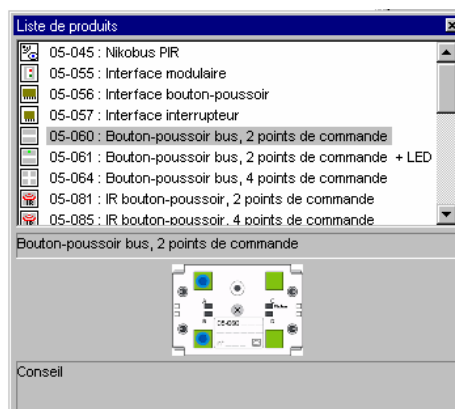 Liste de produits
05-045 : Nikobus PIR
05-055 : Interface modulaire
05-056 : Interface bouton-poussoir
05-057 : Interface interrupteur
05-060 : Bouton-poussoir bus, 2 points de commande
05-061 : Bouton-poussoir bus, 2 points de commande + LED
05-064 : Bouton-poussoir bus, 4 points de commande
05-081 : IR bouton-poussoir, 2 points de commande
05-085 : IR bouton-poussoir, 4 points de commande
Bouton-poussoir bus, 2 points de commande
A
C
B
05-060
Conseil